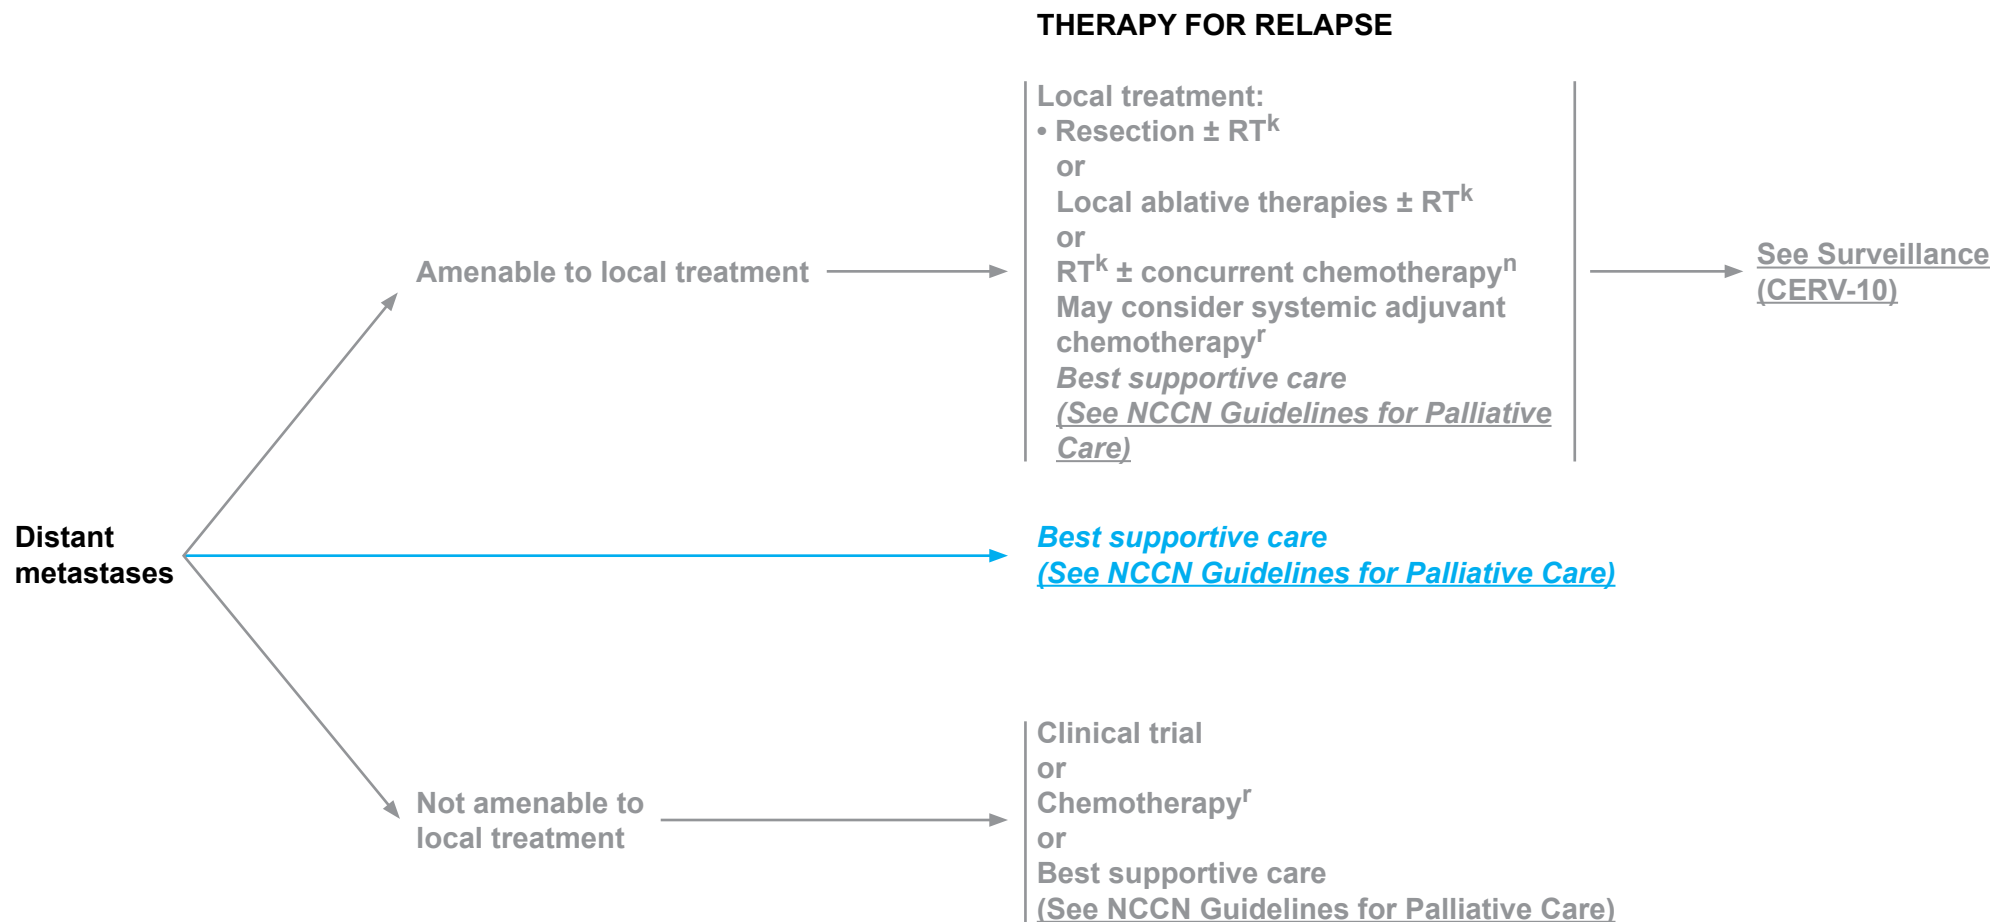 THERAPY FOR RELAPSE
Local treatment:
• Resection ± RTk
or
Local ablative therapies ± RTk
or
RTk ± concurrent chemotherapyn
May consider systemic adjuvant
chemotherapyr
Best supportive care
(See NCCN Guidelines for Palliative
Care)
Amenable to local treatment
See Surveillance
(CERV-10)
Distant
metastases
Best supportive care
(See NCCN Guidelines for Palliative Care)
Not amenable to
local treatment
Clinical trial
or
Chemotherapyr
or
Best supportive care
(See NCCN Guidelines for Palliative Care)